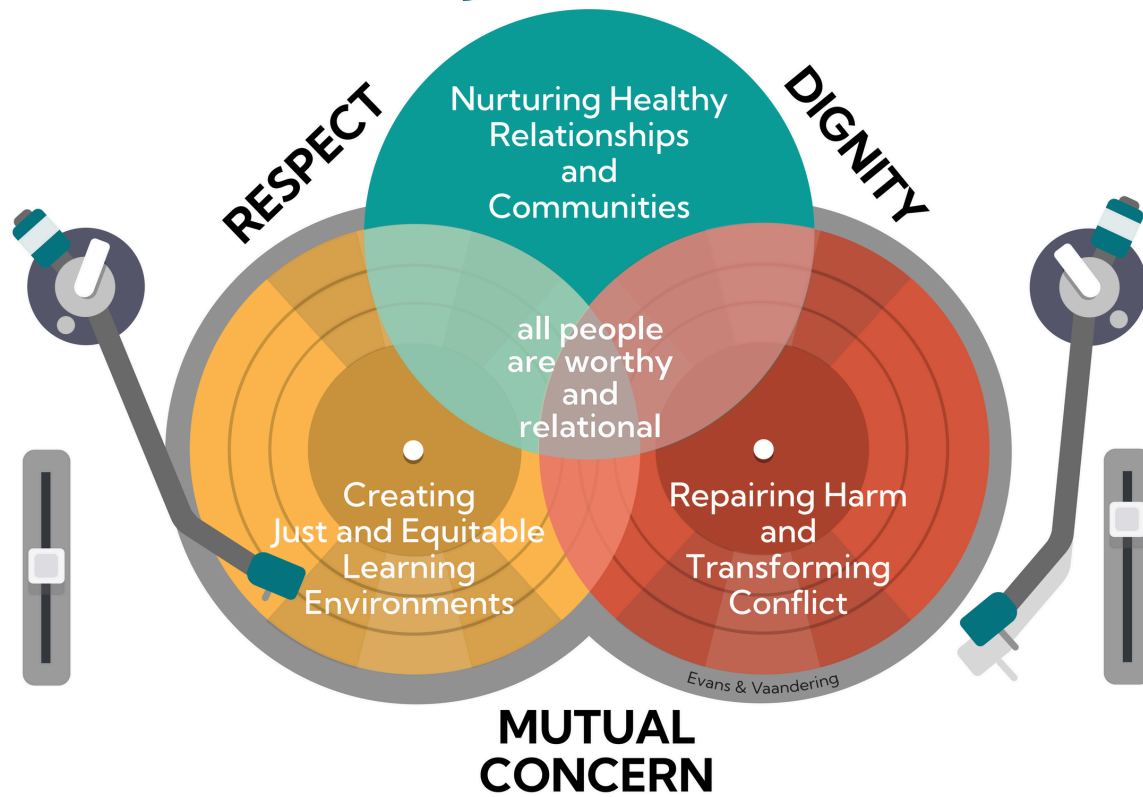 RESPECT
DIGNITY
Nurturing Healthy
Relationships
and
Communities
all people
are worthy
and
relational
Creating
Just and Equitable
Learning
Environments
Repairing Harm
and
Transforming
Conflict
Evans & Vaandering
MUTUAL
CONCERN